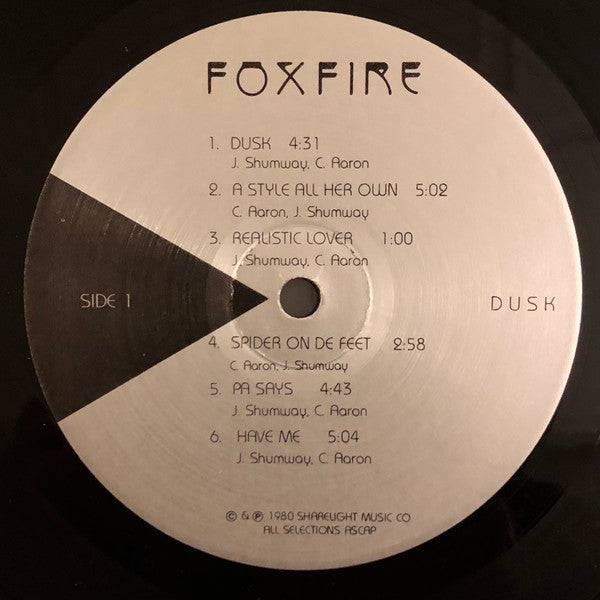 FOXFIRE
1. DUSK 4:31
J. Shumway, C. Aaron
2. A STYLE ALL HER OWN 5:02
C. Aaron, J. Shumway
3. REALISTIC LOVER 1:00
J. Shumway, C. Aaron
SIDE 1
DUSK
4. SPIDER ON DE FEET 2:58
C. Aaron, J. Shumway
5. PA SAYS 4:43
J. Shumway, C. Aaron
6. HAVE ME 5:04
J. Shumway, C. Aaron
© & ℗ 1980 SHARELIGHT MUSIC CO
ALL SELECTIONS ASCAP